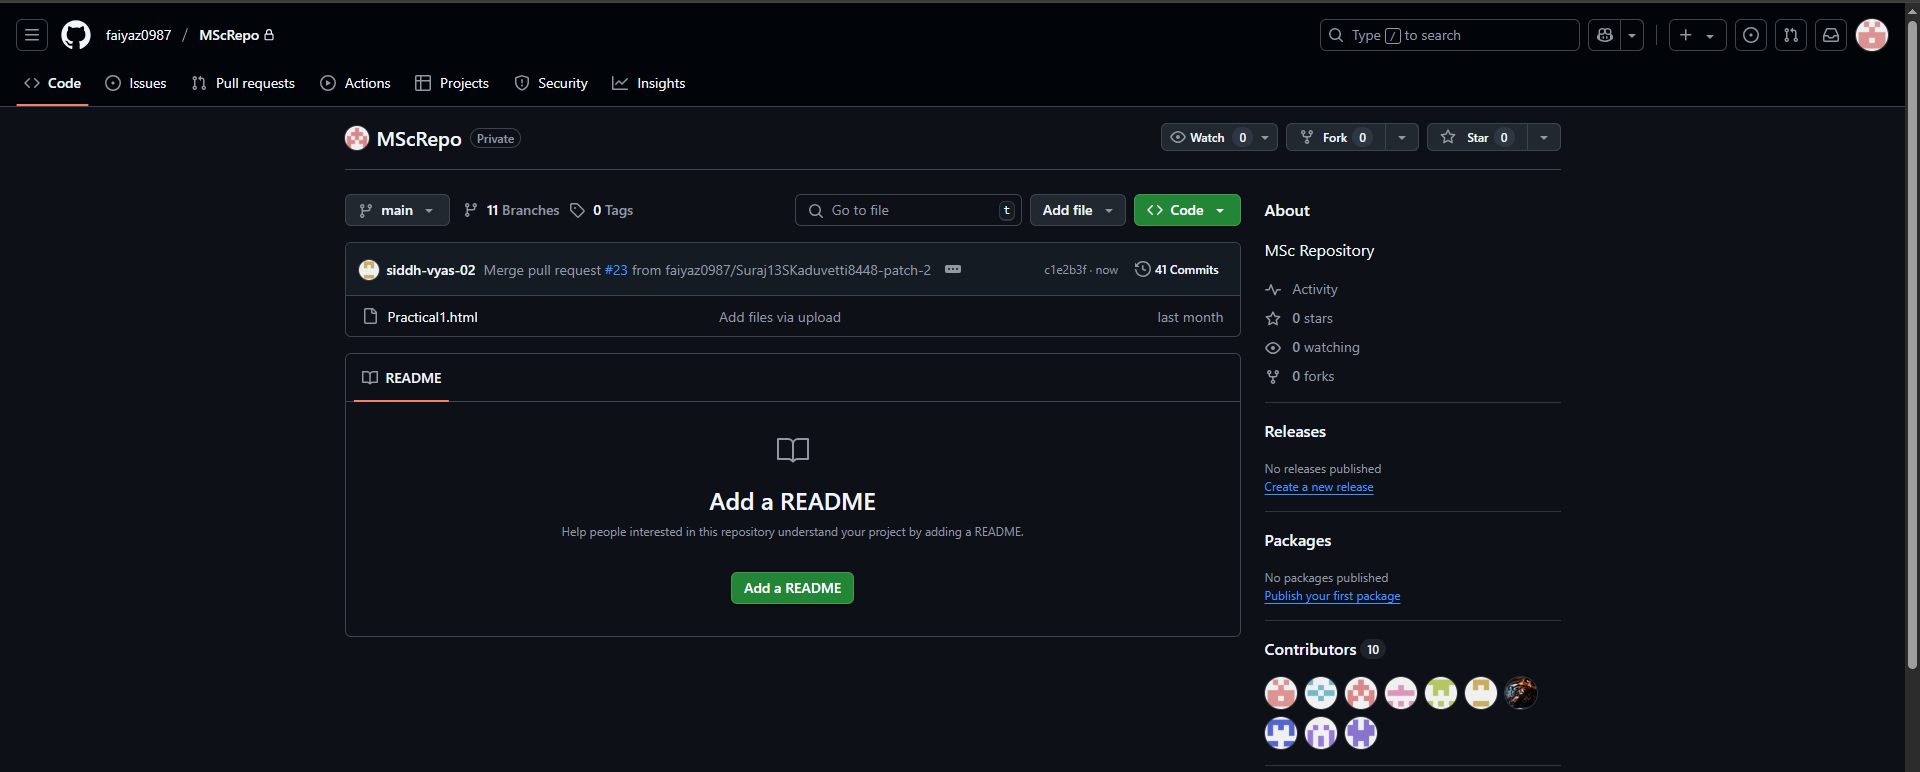 faiyaz0987 / MScRepo
Type / to search
Code Issues Pull requests Actions Projects Security Insights
MScRepo Private
Watch 0 Fork 0 Star 0
main 11 Branches 0 Tags Go to file t Add file Code
siddh-vyas-02 Merge pull request #23 from faiyaz0987/Suraj13SKaduvetti8448-patch-2 c1e2b3f · now 41 Commits
Practical1.html Add files via upload last month
README
Add a README
Help people interested in this repository understand your project by adding a README.
Add a README
About
MSc Repository
Activity
0 stars
0 watching
0 forks
Releases
No releases published
Create a new release
Packages
No packages published
Publish your first package
Contributors 10